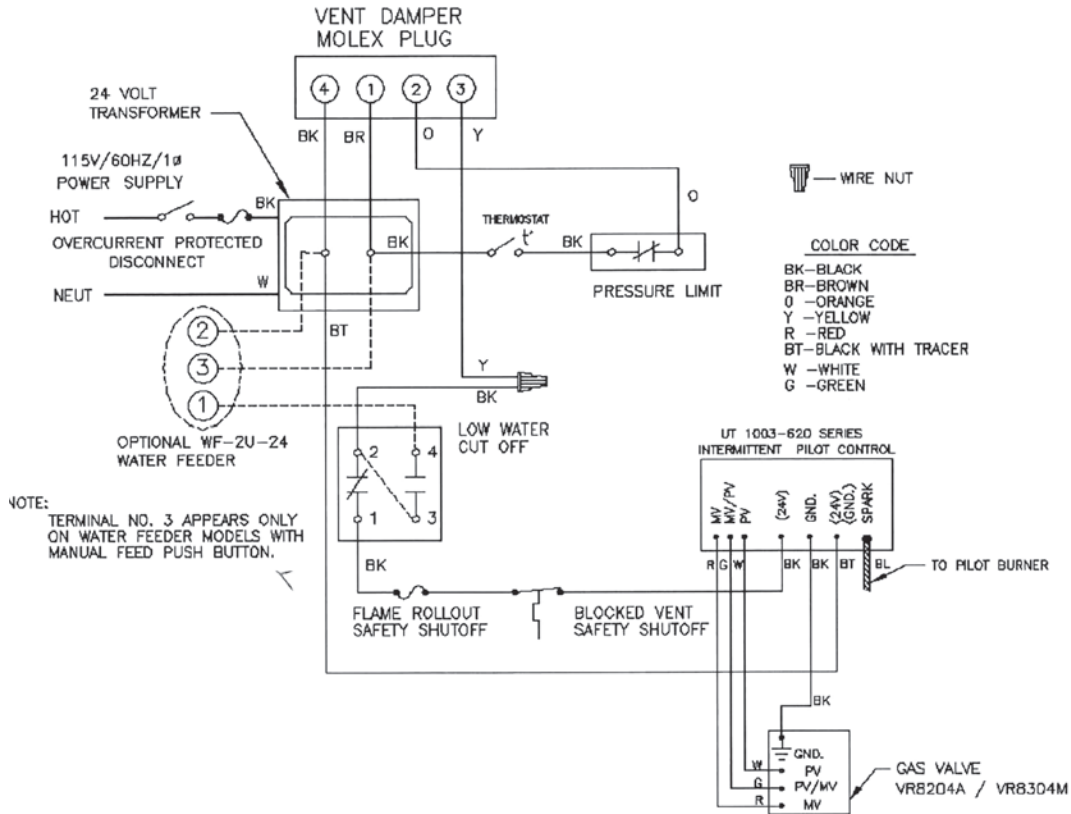 VENT DAMPER
MOLEX PLUG
4 1 2 3
24 VOLT
TRANSFORMER
BK BR O Y
115V/60HZ/1ø
POWER SUPPLY
HOT
BK
OVERCURRENT PROTECTED
DISCONNECT
NEUT
W
BK
THERMOSTAT
t°
BK
O
PRESSURE LIMIT
WIRE NUT
COLOR CODE
BK-BLACK
BR-BROWN
O -ORANGE
Y -YELLOW
R -RED
BT-BLACK WITH TRACER
W -WHITE
G -GREEN
2
3
1
BT
OPTIONAL WF-2U-24
WATER FEEDER
Y
BK
LOW WATER
CUT OFF
2 4
1 3
BK
NOTE:
TERMINAL NO. 3 APPEARS ONLY
ON WATER FEEDER MODELS WITH
MANUAL FEED PUSH BUTTON.
FLAME ROLLOUT
SAFETY SHUTOFF
BLOCKED VENT
SAFETY SHUTOFF
UT 1003-620 SERIES
INTERMITTENT PILOT CONTROL
MV
MV/PV
PV
(24V)
GND.
(24V)
(GND.)
SPARK
R G W BK BK BT BL
TO PILOT BURNER
BK
GND.
W PV
G PV/MV
R MV
GAS VALVE
VR8204A / VR8304M